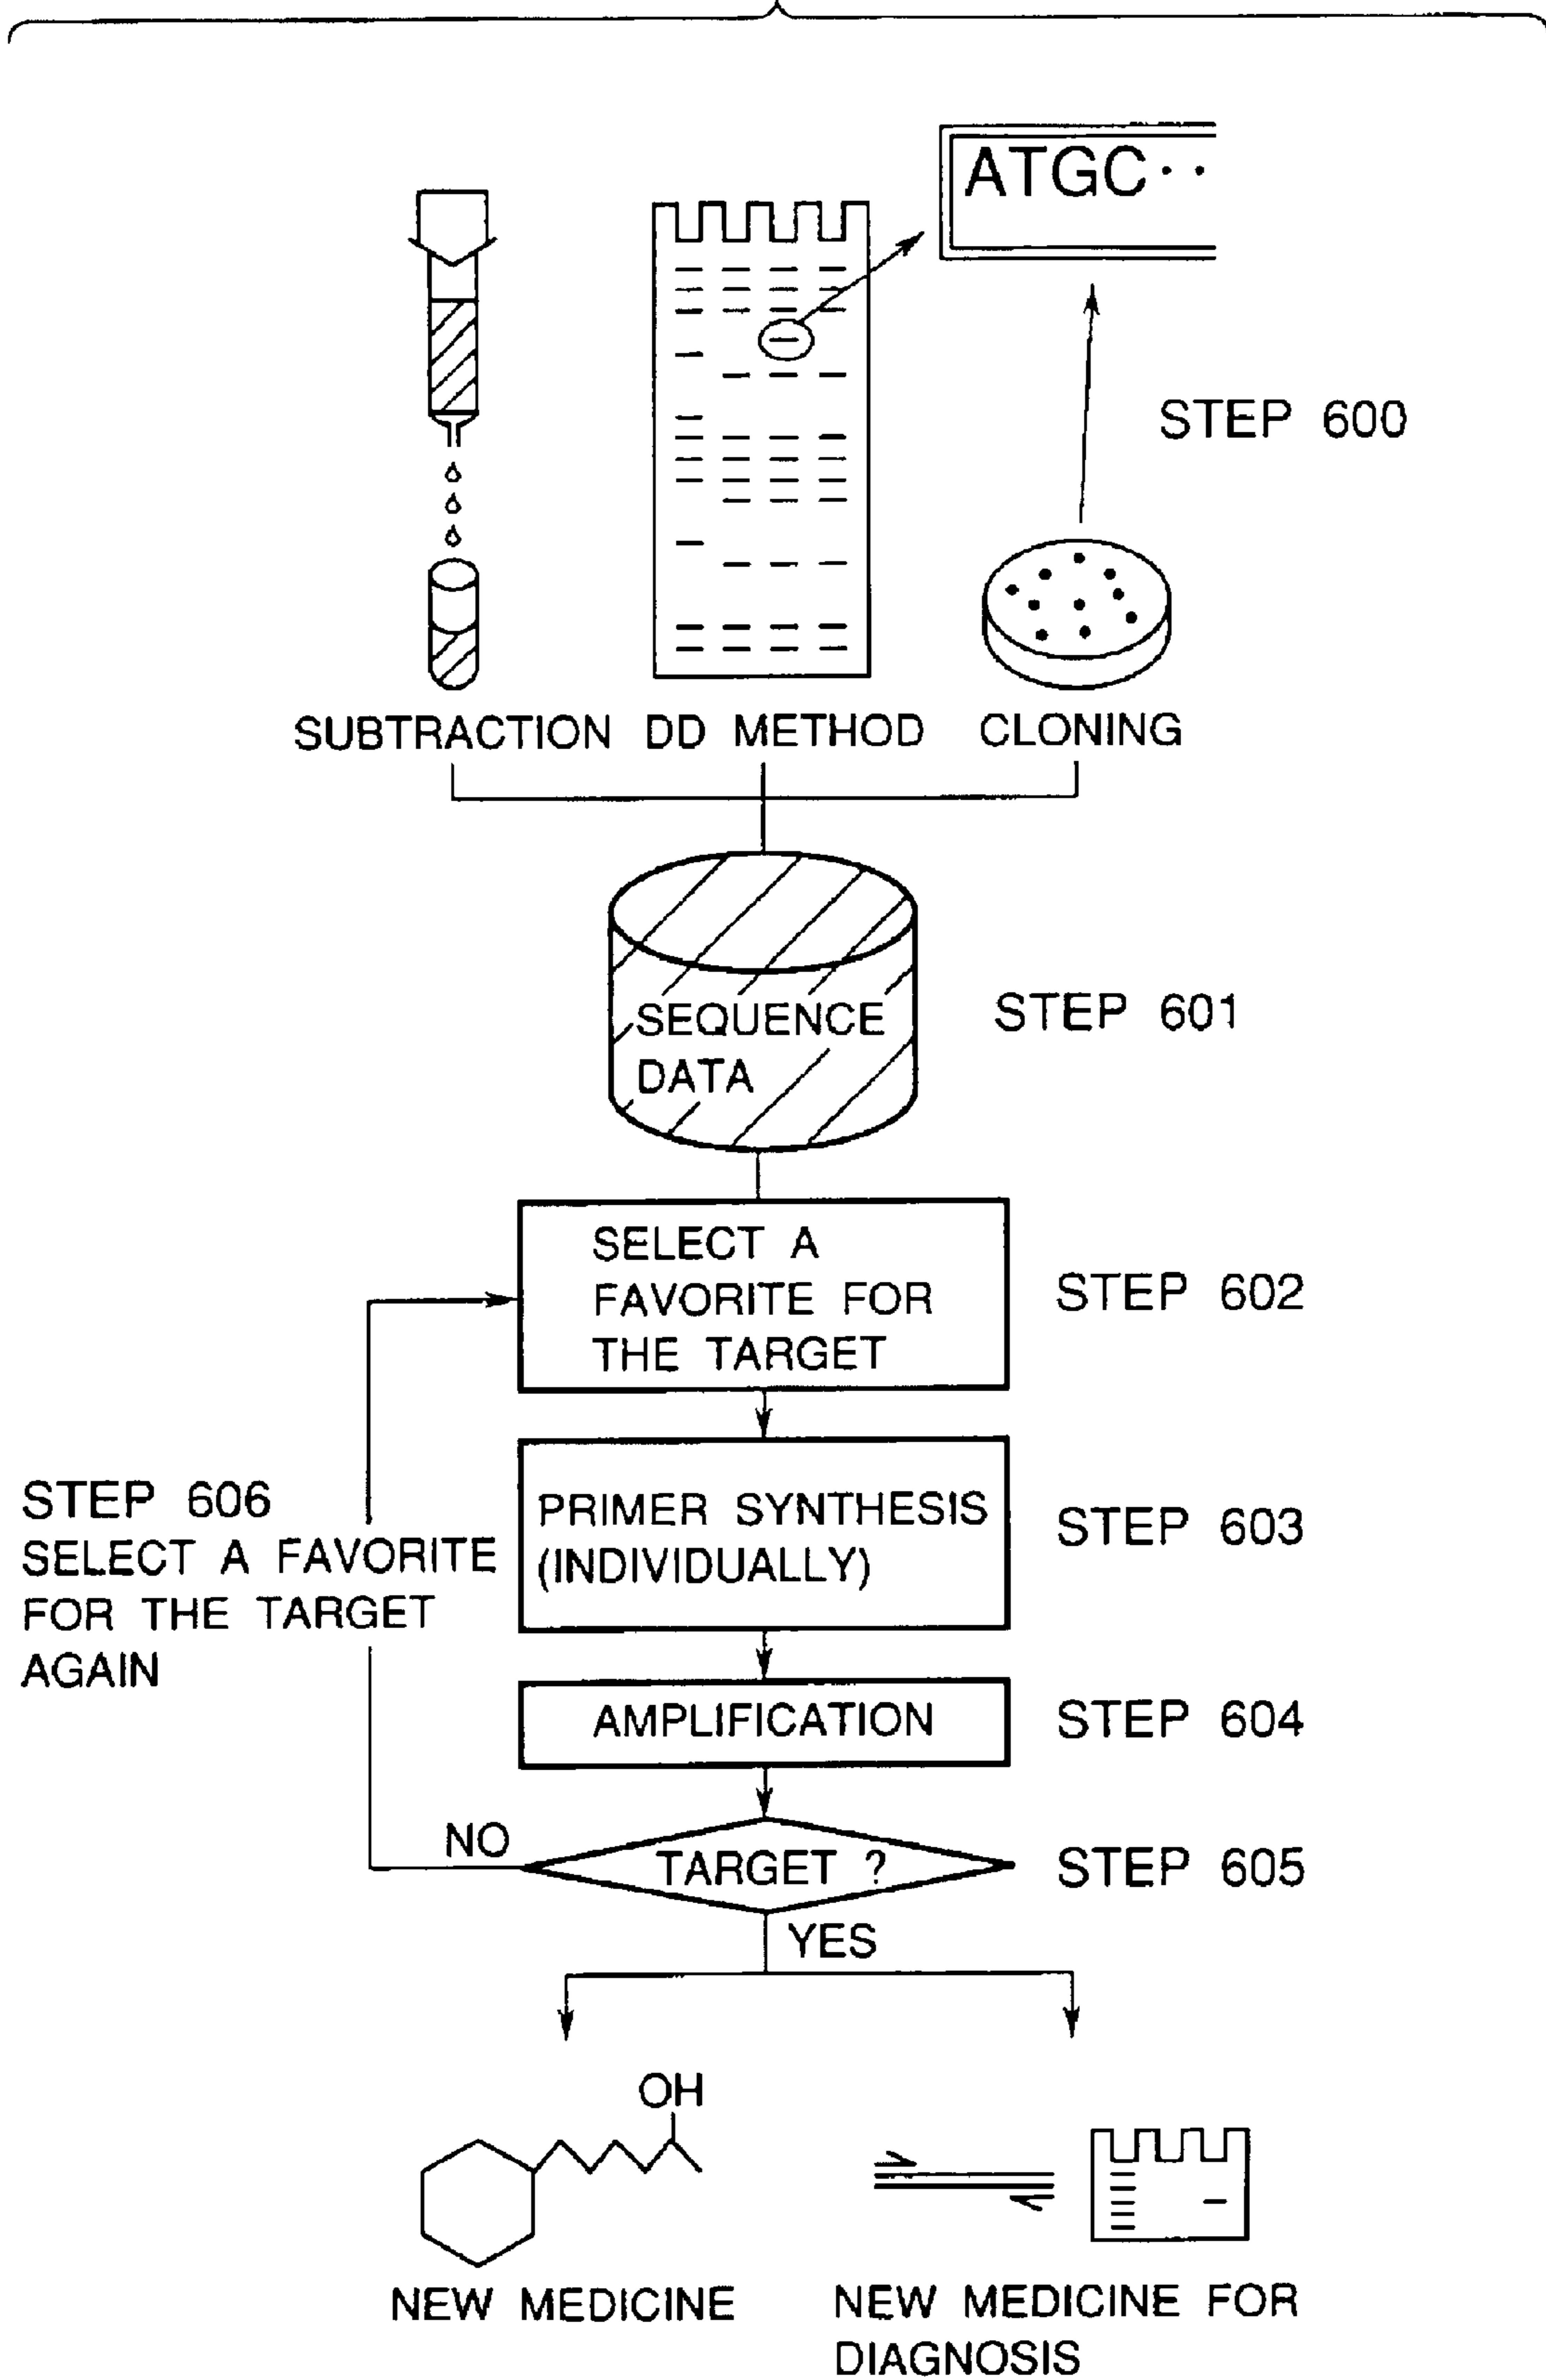 ATGC··
STEP 600
SUBTRACTION DD METHOD CLONING
SEQUENCE
DATA
STEP 601
SELECT A
FAVORITE FOR
THE TARGET
STEP 602
PRIMER SYNTHESIS
(INDIVIDUALLY)
STEP 603
STEP 606
SELECT A FAVORITE
FOR THE TARGET
AGAIN
AMPLIFICATION
STEP 604
NO
TARGET ?
STEP 605
YES
OH
NEW MEDICINE
NEW MEDICINE FOR
DIAGNOSIS